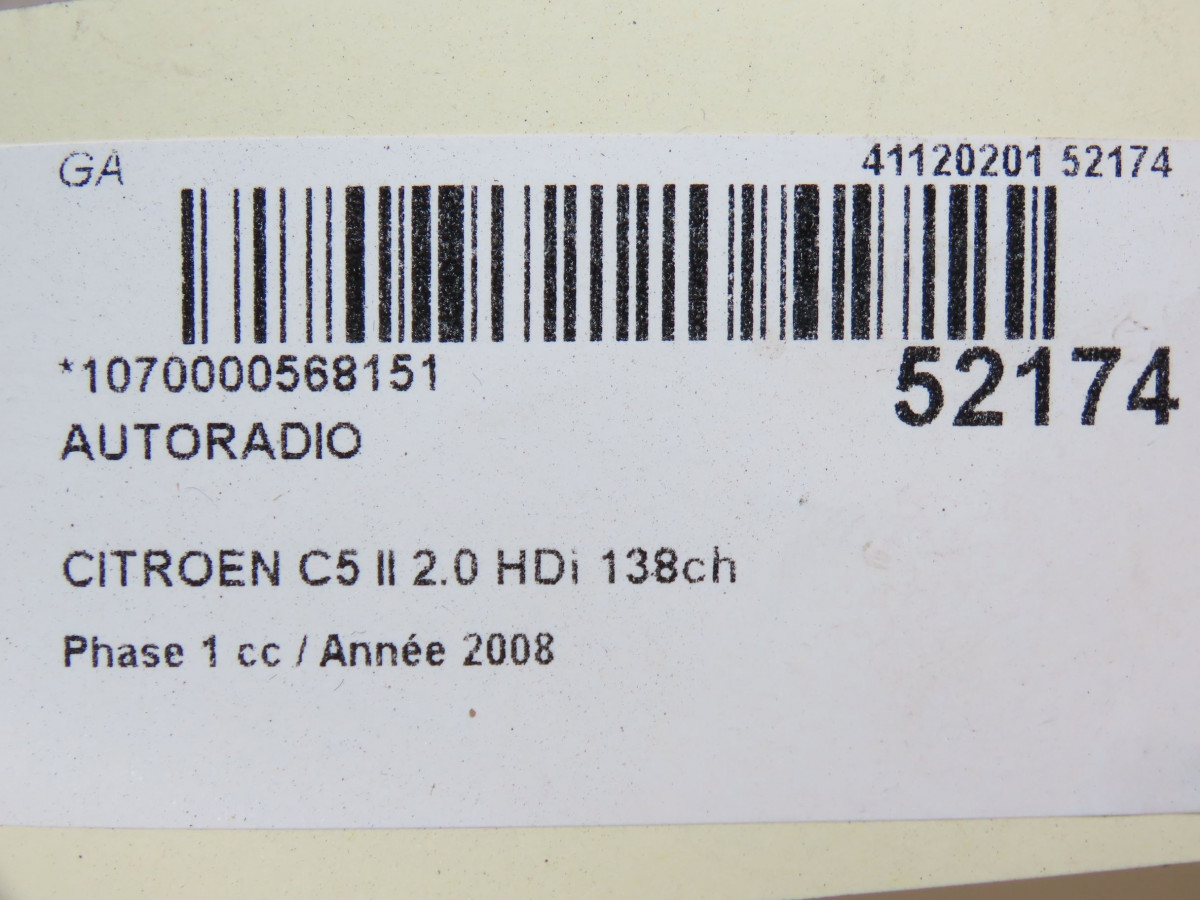 GA
41120201 52174
*1070000568151
52174
AUTORADIO
CITROEN C5 II 2.0 HDi 138ch
Phase 1 cc / Année 2008